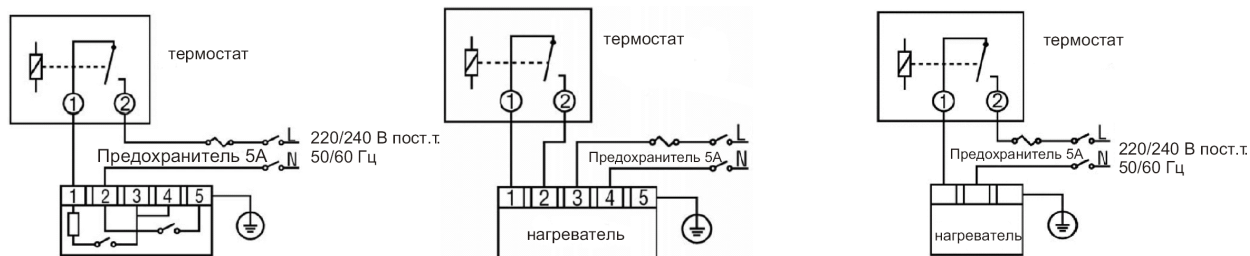 термостат
1 2
L
220/240 В пост.т.
Предохранитель 5А
N
50/60 Гц
1 2 3 4 5
термостат
1 2
L
Предохранитель 5А
N
1 2 3 4 5
нагреватель
термостат
1 2
L
220/240 В пост.т.
Предохранитель 5А
N
50/60 Гц
нагреватель